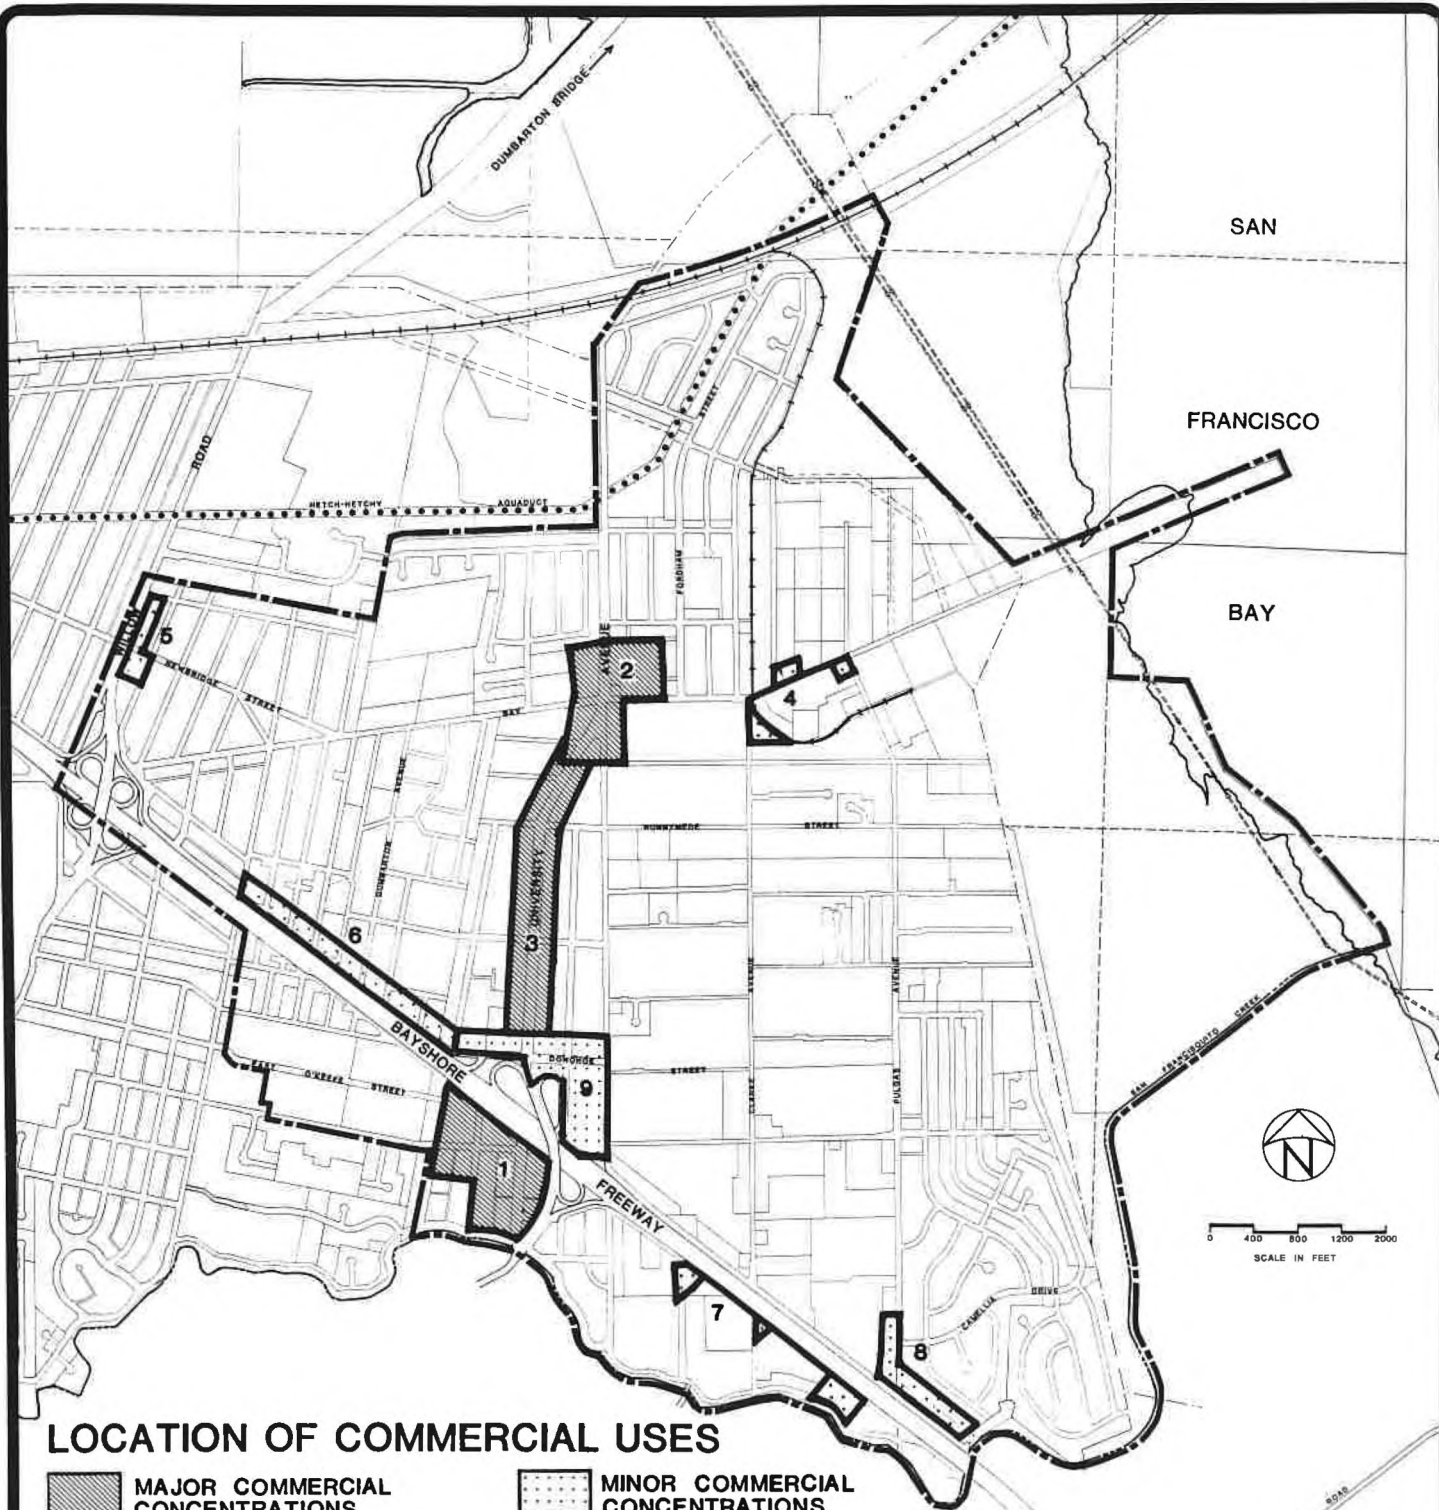 DUMBARTON BRIDGE
SAN
FRANCISCO
BAY
ROAD
STREET
HETCH-HETCHY AQUADUCT
FORDHAM
WILLOW
5
NEWBRIDGE STREET
AVENUE
2
4
BAY
AVENUE
DUMBARTON
RUNNYMEDE STREET
UNIVERSITY
3
6
AVENUE
AVENUE
BAYSHORE
DONOHOE
STREET
9
EAST O'KEEFE STREET
CLARKE
PULGAS
SAN FRANCISQUITO CREEK
1
FREEWAY
N
0 400 800 1200 2000
SCALE IN FEET
7
CAMELLIA DRIVE
8
LOCATION OF COMMERCIAL USES
MAJOR COMMERCIAL
CONCENTRATIONS
MINOR COMMERCIAL
CONCENTRATIONS
ROAD